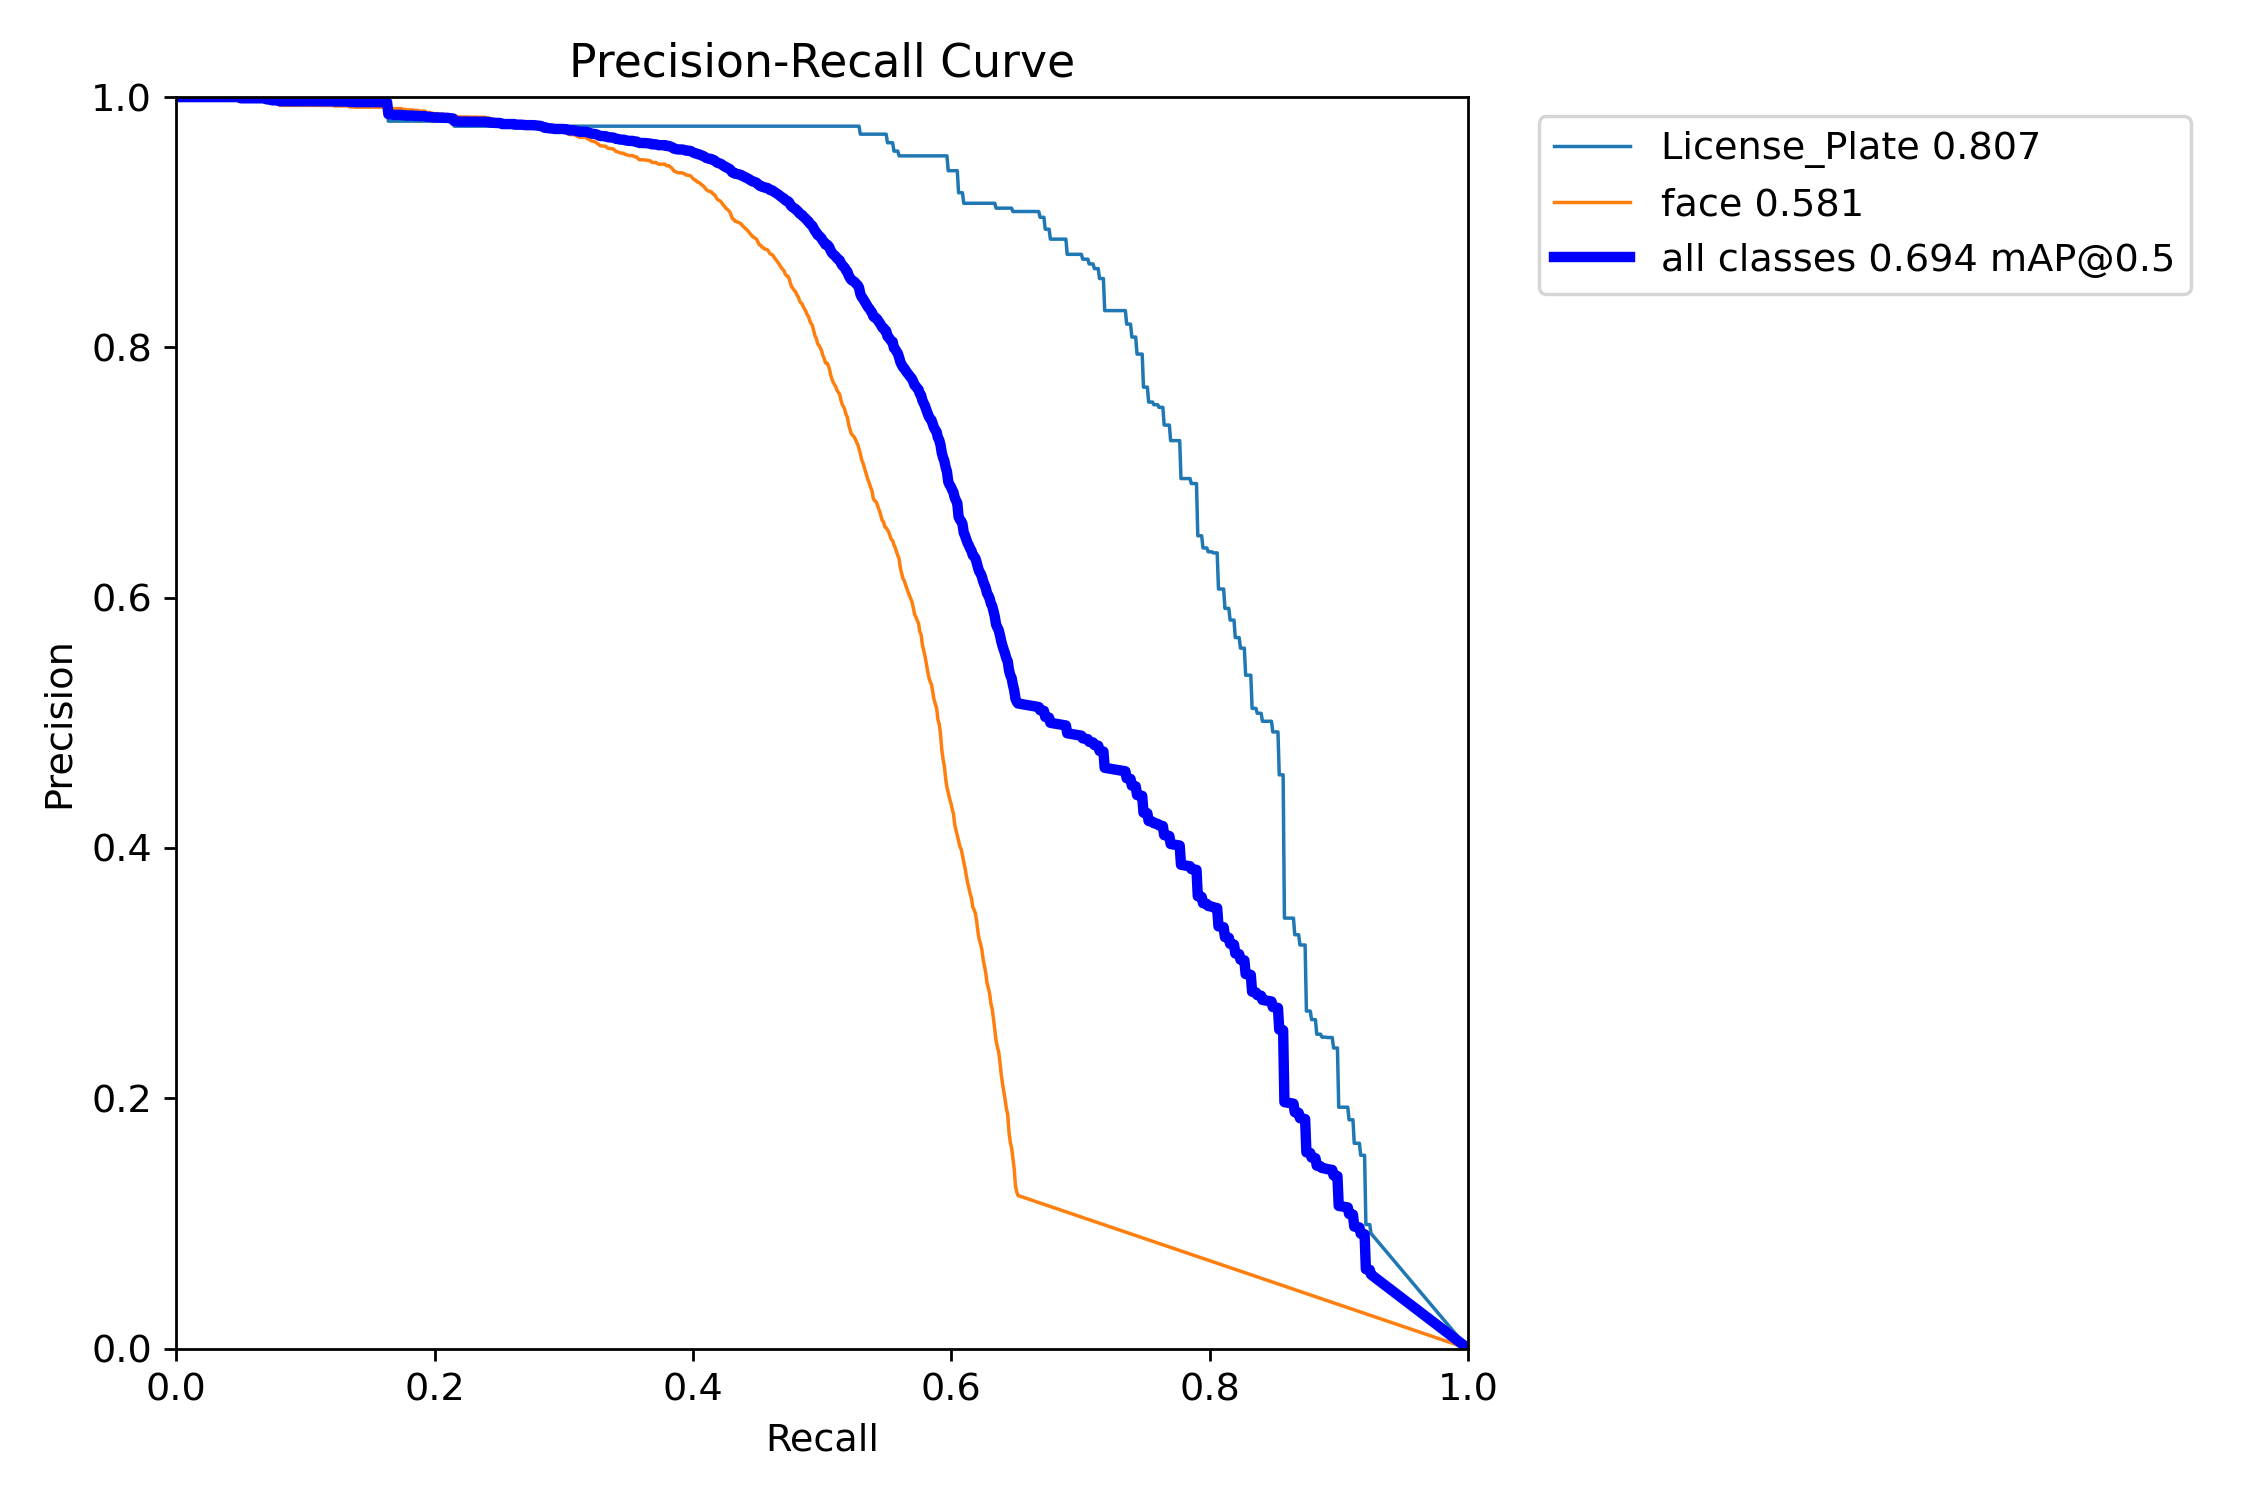 Precision-Recall Curve
1.0
0.8
0.6
0.4
0.2
0.0
Precision
0.0 0.2 0.4 0.6 0.8 1.0
Recall
License_Plate 0.807
face 0.581
all classes 0.694 mAP@0.5